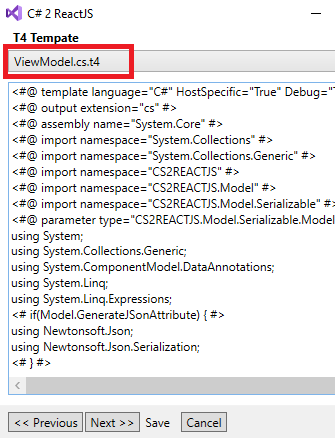 C# 2 ReactJS
T4 Tempate
ViewModel.cs.t4
<#@ template language="C#" HostSpecific="True" Debug="
<#@ output extension="cs" #>
<#@ assembly name="System.Core" #>
<#@ import namespace="System.Collections" #>
<#@ import namespace="System.Collections.Generic" #>
<#@ import namespace="CS2REACTJS" #>
<#@ import namespace="CS2REACTJS.Model" #>
<#@ import namespace="CS2REACTJS.Model.Serializable" #>
<#@ parameter type="CS2REACTJS.Model.Serializable.Model
using System;
using System.Collections.Generic;
using System.ComponentModel.DataAnnotations;
using System.Linq;
using System.Linq.Expressions;
<# if(Model.GenerateJSonAttribute) { #>
using Newtonsoft.Json;
using Newtonsoft.Json.Serialization;
<# } #>
<< Previous Next >> Save Cancel